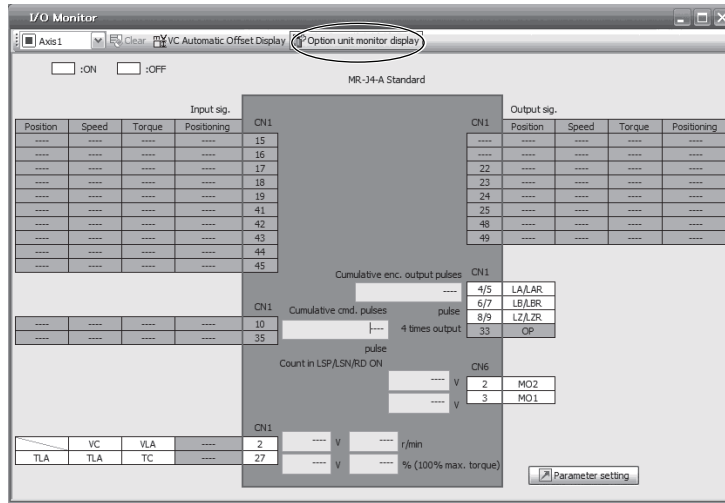 I/O Monitor
Axis1 Clear VC Automatic Offset Display Option unit monitor display
:ON :OFF
MR-J4-A Standard
Input sig. Output sig.
Position Speed Torque Positioning CN1 CN1 Position Speed Torque Positioning
---- ---- ---- ---- 15 ---- ---- ---- ---- ----
---- ---- ---- ---- 16 ---- ---- ---- ---- ----
---- ---- ---- ---- 17 22 ---- ---- ---- ----
---- ---- ---- ---- 18 23 ---- ---- ---- ----
---- ---- ---- ---- 19 24 ---- ---- ---- ----
---- ---- ---- ---- 41 25 ---- ---- ---- ----
---- ---- ---- ---- 42 48 ---- ---- ---- ----
---- ---- ---- ---- 43 49 ---- ---- ---- ----
---- ---- ---- ---- 44
---- ---- ---- ---- 45
Cumulative enc. output pulses CN1
---- 4/5 LA/LAR
CN1 Cumulative cmd. pulses pulse 6/7 LB/LBR
8/9 LZ/LZR
---- ---- ---- ---- 10 ---- 4 times output 33 OP
---- ---- ---- ---- 35
pulse
Count in LSP/LSN/RD ON CN6
---- V 2 MO2
---- V 3 MO1
CN1
VC VLA ---- 2 ---- V ---- r/min
TLA TLA TC ---- 27 ---- V ---- % (100% max. torque)
Parameter setting